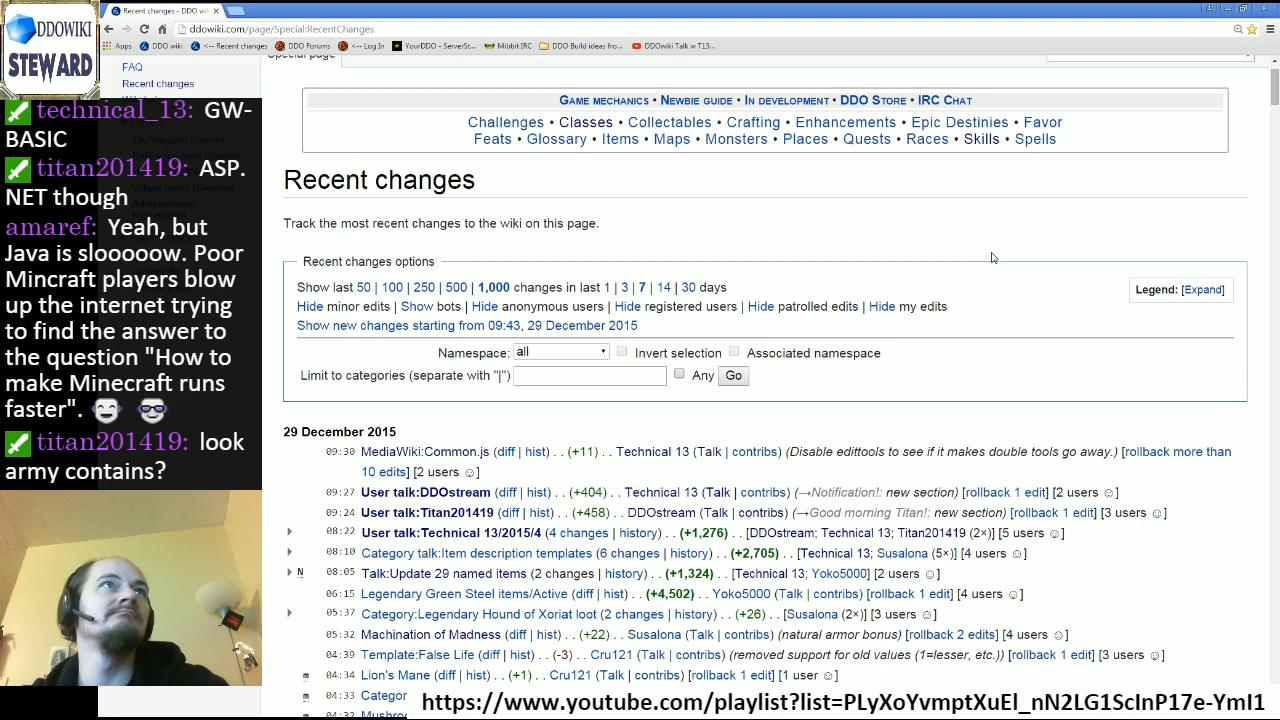 DDOWIKI
STEWARD
Recent changes - DDO wi
ddowiki.com/page/Special:RecentChanges
Apps DDO wiki <-- Recent changes DDO Forums <-- Log In YourDDO - ServerSt... Mibbit IRC DDO Build ideas from... DDOwiki Talk w T13...
FAQ
Recent changes
technical_13: GW-
BASIC
titan201419: ASP.
NET though
amaref: Yeah, but
Java is slooooow. Poor
Mincraft players blow
up the internet trying
to find the answer to
the question "How to
make Minecraft runs
faster".
titan201419: look
army contains?
Special page
Game mechanics • Newbie guide • In development • DDO Store • IRC Chat
Challenges • Classes • Collectables • Crafting • Enhancements • Epic Destinies • Favor
Feats • Glossary • Items • Maps • Monsters • Places • Quests • Races • Skills • Spells
Recent changes
Track the most recent changes to the wiki on this page.
Recent changes options
Show last 50 | 100 | 250 | 500 | 1,000 changes in last 1 | 3 | 7 | 14 | 30 days
Legend: [Expand]
Hide minor edits | Show bots | Hide anonymous users | Hide registered users | Hide patrolled edits | Hide my edits
Show new changes starting from 09:43, 29 December 2015
Namespace: all Invert selection Associated namespace
Limit to categories (separate with "|") Any Go
29 December 2015
09:30 MediaWiki:Common.js (diff | hist) . . (+11) . . Technical 13 (Talk | contribs) (Disable edittools to see if it makes double tools go away.) [rollback more than
10 edits] [2 users ☺]
09:27 User talk:DDOstream (diff | hist) . . (+404) . . Technical 13 (Talk | contribs) (→Notification!: new section) [rollback 1 edit] [2 users ☺]
09:24 User talk:Titan201419 (diff | hist) . . (+458) . . DDOstream (Talk | contribs) (→Good morning Titan!: new section) [rollback 1 edit] [3 users ☺]
08:22 User talk:Technical 13/2015/4 (4 changes | history) . . (+1,276) . . [DDOstream; Technical 13; Titan201419 (2×)] [5 users ☺]
08:10 Category talk:Item description templates (6 changes | history) . . (+2,705) . . [Technical 13; Susalona (5×)] [4 users ☺]
N 08:05 Talk:Update 29 named items (2 changes | history) . . (+1,324) . . [Technical 13; Yoko5000] [2 users ☺]
06:15 Legendary Green Steel items/Active (diff | hist) . . (+4,502) . . Yoko5000 (Talk | contribs) [rollback 1 edit] [4 users ☺]
05:37 Category:Legendary Hound of Xoriat loot (2 changes | history) . . (+26) . . [Susalona (2×)] [3 users ☺]
05:32 Machination of Madness (diff | hist) . . (+22) . . Susalona (Talk | contribs) (natural armor bonus) [rollback 2 edits] [4 users ☺]
04:39 Template:False Life (diff | hist) . . (-3) . . Cru121 (Talk | contribs) (removed support for old values (1=lesser, etc.)) [rollback 1 edit] [3 users ☺]
m 04:34 Lion's Mane (diff | hist) . . (+1) . . Cru121 (Talk | contribs) [rollback 1 edit] [1 user ☺]
m 04:33 Categor
m 04:32 Mushro
https://www.youtube.com/playlist?list=PLyXoYvmptXuEl_nN2LG1ScInP17e-YmI1